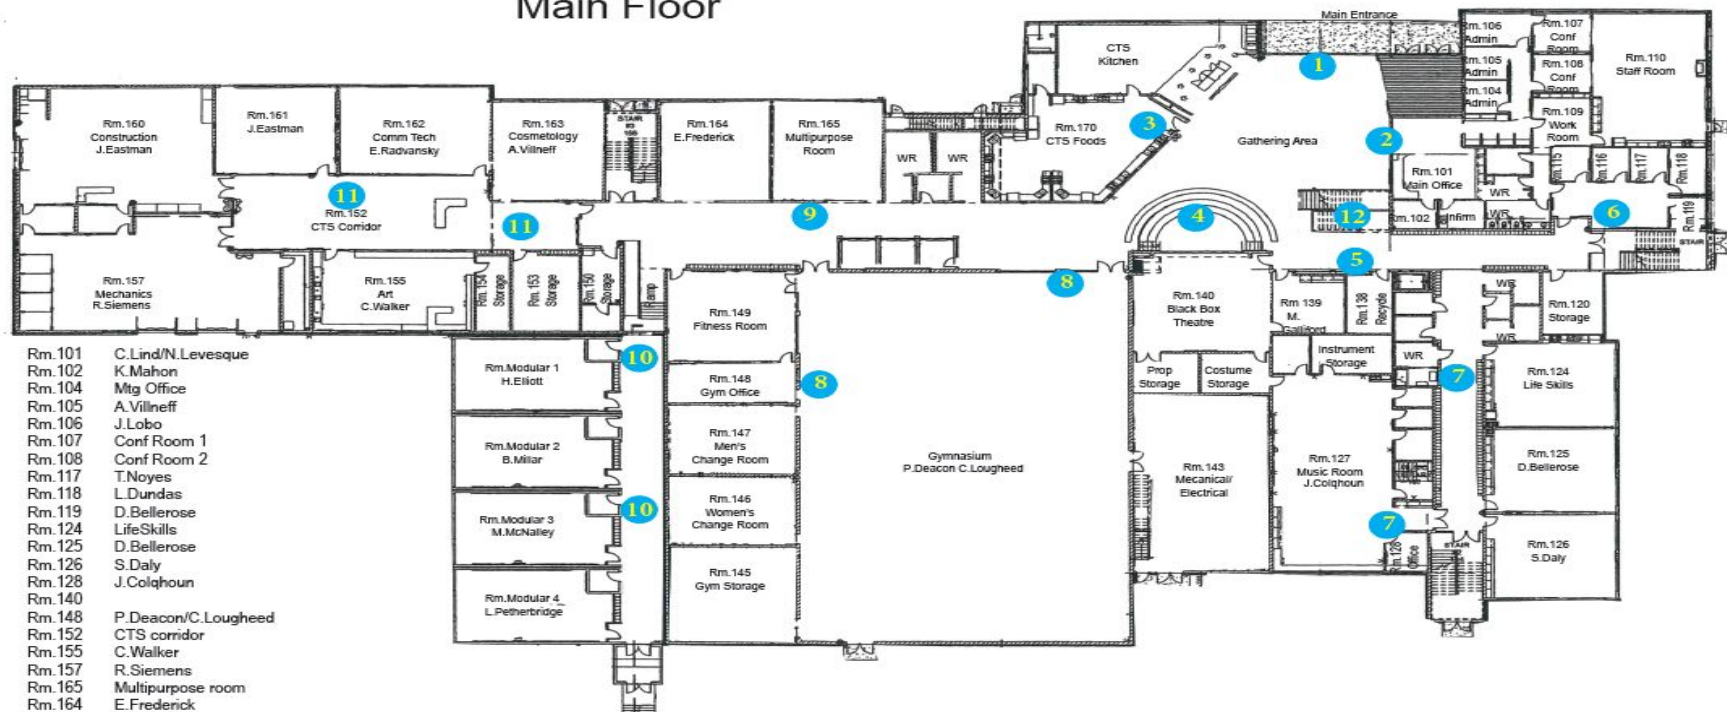 Main Floor
Main Entrance
Rm.106
Admin
Rm.107
Conf
Room
Rm.110
Staff Room
CTS
Kitchen
1
Rm.105
Admin
Rm.108
Conf
Room
Rm.104
Admin
Rm.109
Work
Room
Rm.160
Construction
J.Eastman
Rm.161
J.Eastman
Rm.162
Comm Tech
E.Radvansky
Rm.163
Cosmetology
A.Villneff
STAIR
Rm.164
E.Frederick
Rm.165
Multipurpose
Room
WR
WR
Rm.170
CTS Foods
3
Gathering Area
2
Rm.101
Main Office
WR
Rm.115
Rm.116
Rm.117
Rm.118
11
Rm.152
CTS Corridor
11
9
4
12
Rm.102
Infirm
WR
6
Rm.119
STAIR
5
Rm.157
Mechanics
R.Siemens
Rm.155
Art
C.Walker
Rm.154
Storage
Rm.153
Storage
Rm.150
Storage
Ramp
8
Rm.149
Fitness Room
Rm.140
Black Box
Theatre
Rm 139
M.
Galliford
Rm.138
Recycle
WR
Rm.120
Storage
WR
10
Rm.Modular 1
H.Elliott
Rm.148
Gym Office
8
Prop
Storage
Costume
Storage
Instrument
Storage
WR
7
Rm.124
Life Skills
Rm.Modular 2
B.Millar
Rm.147
Men's
Change Room
Gymnasium
P.Deacon C.Lougheed
Rm.143
Mecanical/
Electrical
Rm.127
Music Room
J.Colqhoun
Rm.125
D.Bellerose
Rm.Modular 3
M.McNalley
10
Rm.146
Women's
Change Room
7
Rm.128
Office
STAIR
Rm.126
S.Daly
Rm.Modular 4
L.Petherbridge
Rm.145
Gym Storage
Rm.101 C.Lind/N.Levesque
Rm.102 K.Mahon
Rm.104 Mtg Office
Rm.105 A.Villneff
Rm.106 J.Lobo
Rm.107 Conf Room 1
Rm.108 Conf Room 2
Rm.117 T.Noyes
Rm.118 L.Dundas
Rm.119 D.Bellerose
Rm.124 LifeSkills
Rm.125 D.Bellerose
Rm.126 S.Daly
Rm.128 J.Colqhoun
Rm.140
Rm.148 P.Deacon/C.Lougheed
Rm.152 CTS corridor
Rm.155 C.Walker
Rm.157 R.Siemens
Rm.165 Multipurpose room
Rm.164 E.Frederick